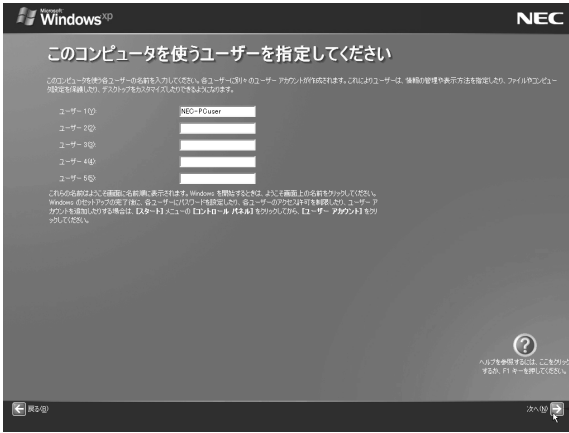 Microsoft
Windows xp
NEC
このコンピュータを使うユーザーを指定してください
このコンピュータを使う各ユーザーの名前を入力してください。各ユーザーに別々のユーザー アカウントが作成されます。これによりユーザーは、情報の管理や表示方法を指定したり、ファイルやコンピュー
タ設定を保護したり、デスクトップをカスタマイズしたりできるようになります。
ユーザー 1(Y):
NEC-PCuser
ユーザー 2(2):
ユーザー 3(3):
ユーザー 4(4):
ユーザー 5(5):
これらの名前はようこそ画面に名前順に表示されます。Windows を開始するときは、ようこそ画面上の名前をクリックしてください。
Windows のセットアップの完了後に、各ユーザーにパスワードを設定したり、各ユーザーのアクセス許可を制限したり、ユーザー ア
カウントを追加したりする場合は、[スタート] メニューの [コントロール パネル] をクリックしてから、[ユーザー アカウント] をクリ
ックしてください。
ヘルプを参照するには、ここをクリック
するか、F1 キーを押してください。
戻る(B)
次へ(N)